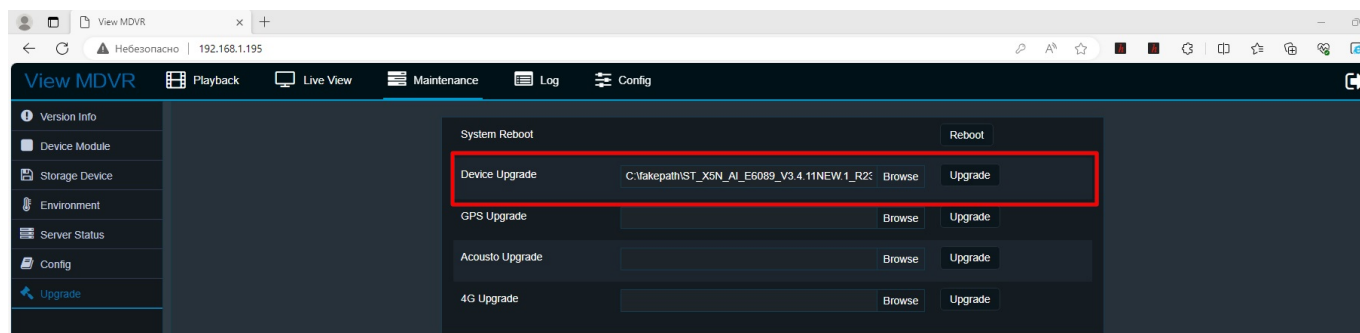 View MDVR
Небезопасно 192.168.1.195
View MDVR Playback Live View Maintenance Log Config
Version Info
Device Module
Storage Device
Environment
Server Status
Config
Upgrade
System Reboot Reboot
Device Upgrade C:\fakepath\ST_X5N_AI_E6089_V3.4.11NEW.1_R23 Browse Upgrade
GPS Upgrade Browse Upgrade
Acousto Upgrade Browse Upgrade
4G Upgrade Browse Upgrade